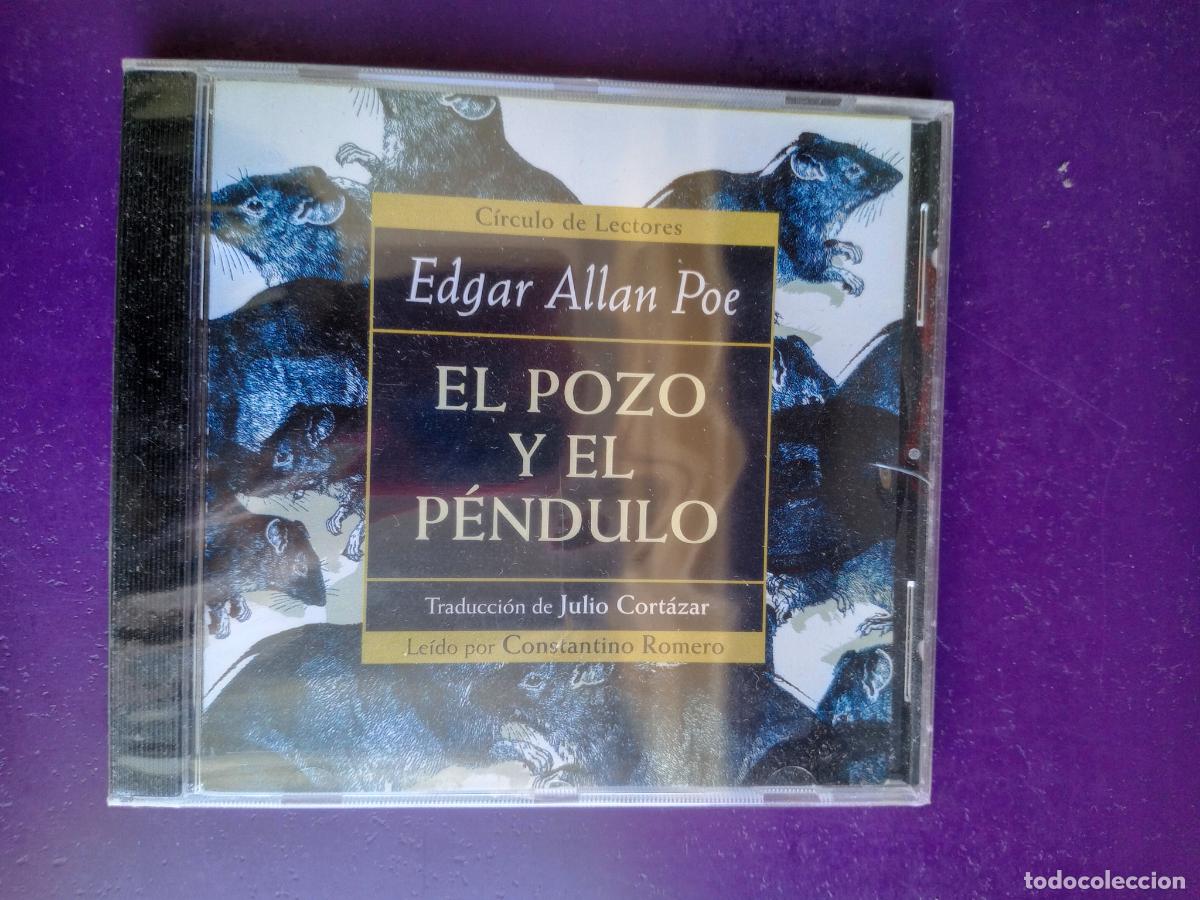 Círculo de Lectores
Edgar Allan Poe
EL POZO
Y EL
PÉNDULO
Traducción de Julio Cortázar
Leído por Constantino Romero
todocoleccion